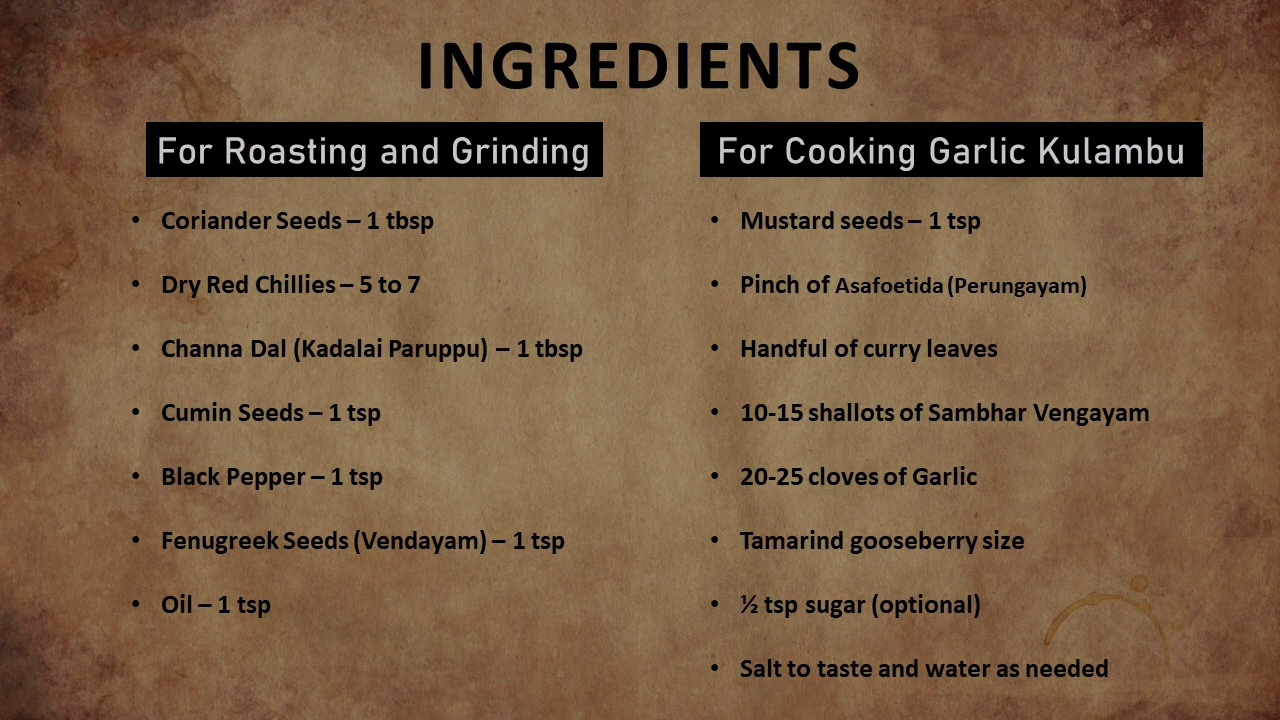 INGREDIENTS
For Roasting and Grinding
• Coriander Seeds – 1 tbsp
• Dry Red Chillies – 5 to 7
• Channa Dal (Kadalai Paruppu) – 1 tbsp
• Cumin Seeds – 1 tsp
• Black Pepper – 1 tsp
• Fenugreek Seeds (Vendayam) – 1 tsp
• Oil – 1 tsp
For Cooking Garlic Kulambu
• Mustard seeds – 1 tsp
• Pinch of Asafoetida (Perungayam)
• Handful of curry leaves
• 10-15 shallots of Sambhar Vengayam
• 20-25 cloves of Garlic
• Tamarind gooseberry size
• ½ tsp sugar (optional)
• Salt to taste and water as needed